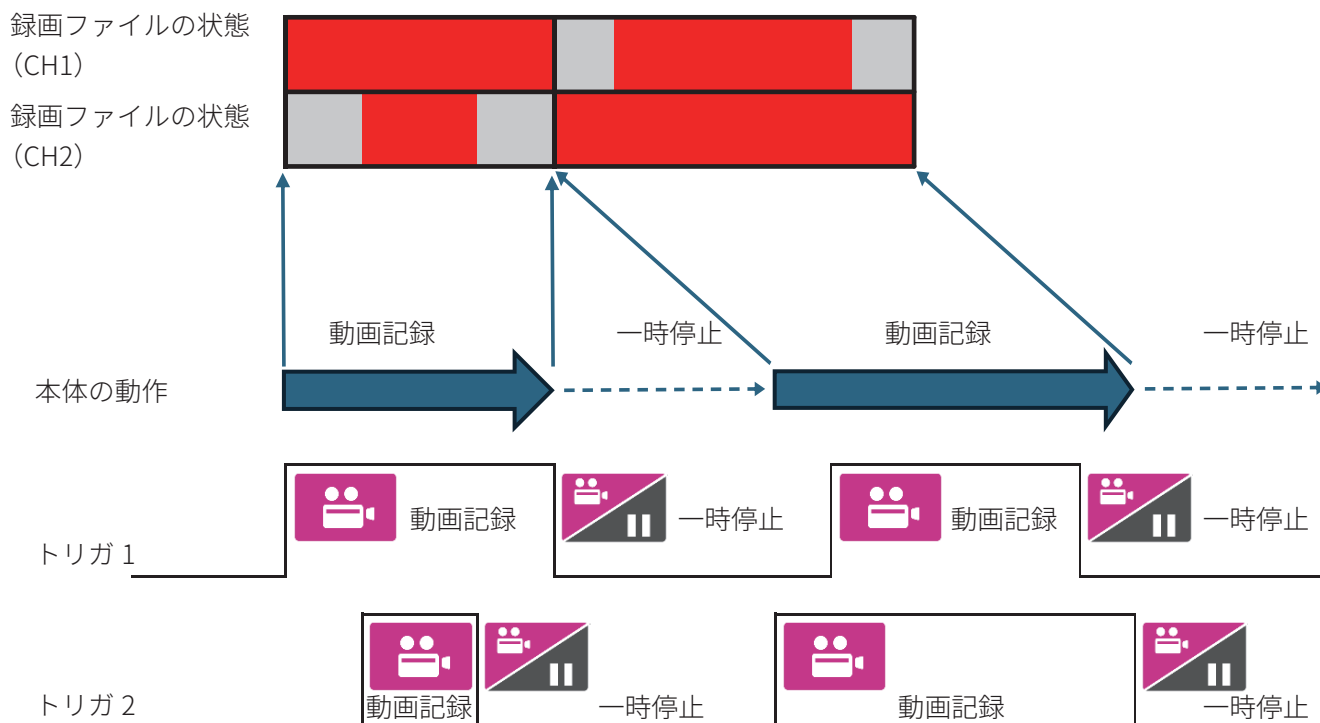 録画ファイルの状態
（CH1）
録画ファイルの状態
（CH2）
動画記録
一時停止
動画記録
一時停止
本体の動作
動画記録
一時停止
動画記録
一時停止
トリガ 1
動画記録
一時停止
動画記録
一時停止
トリガ 2